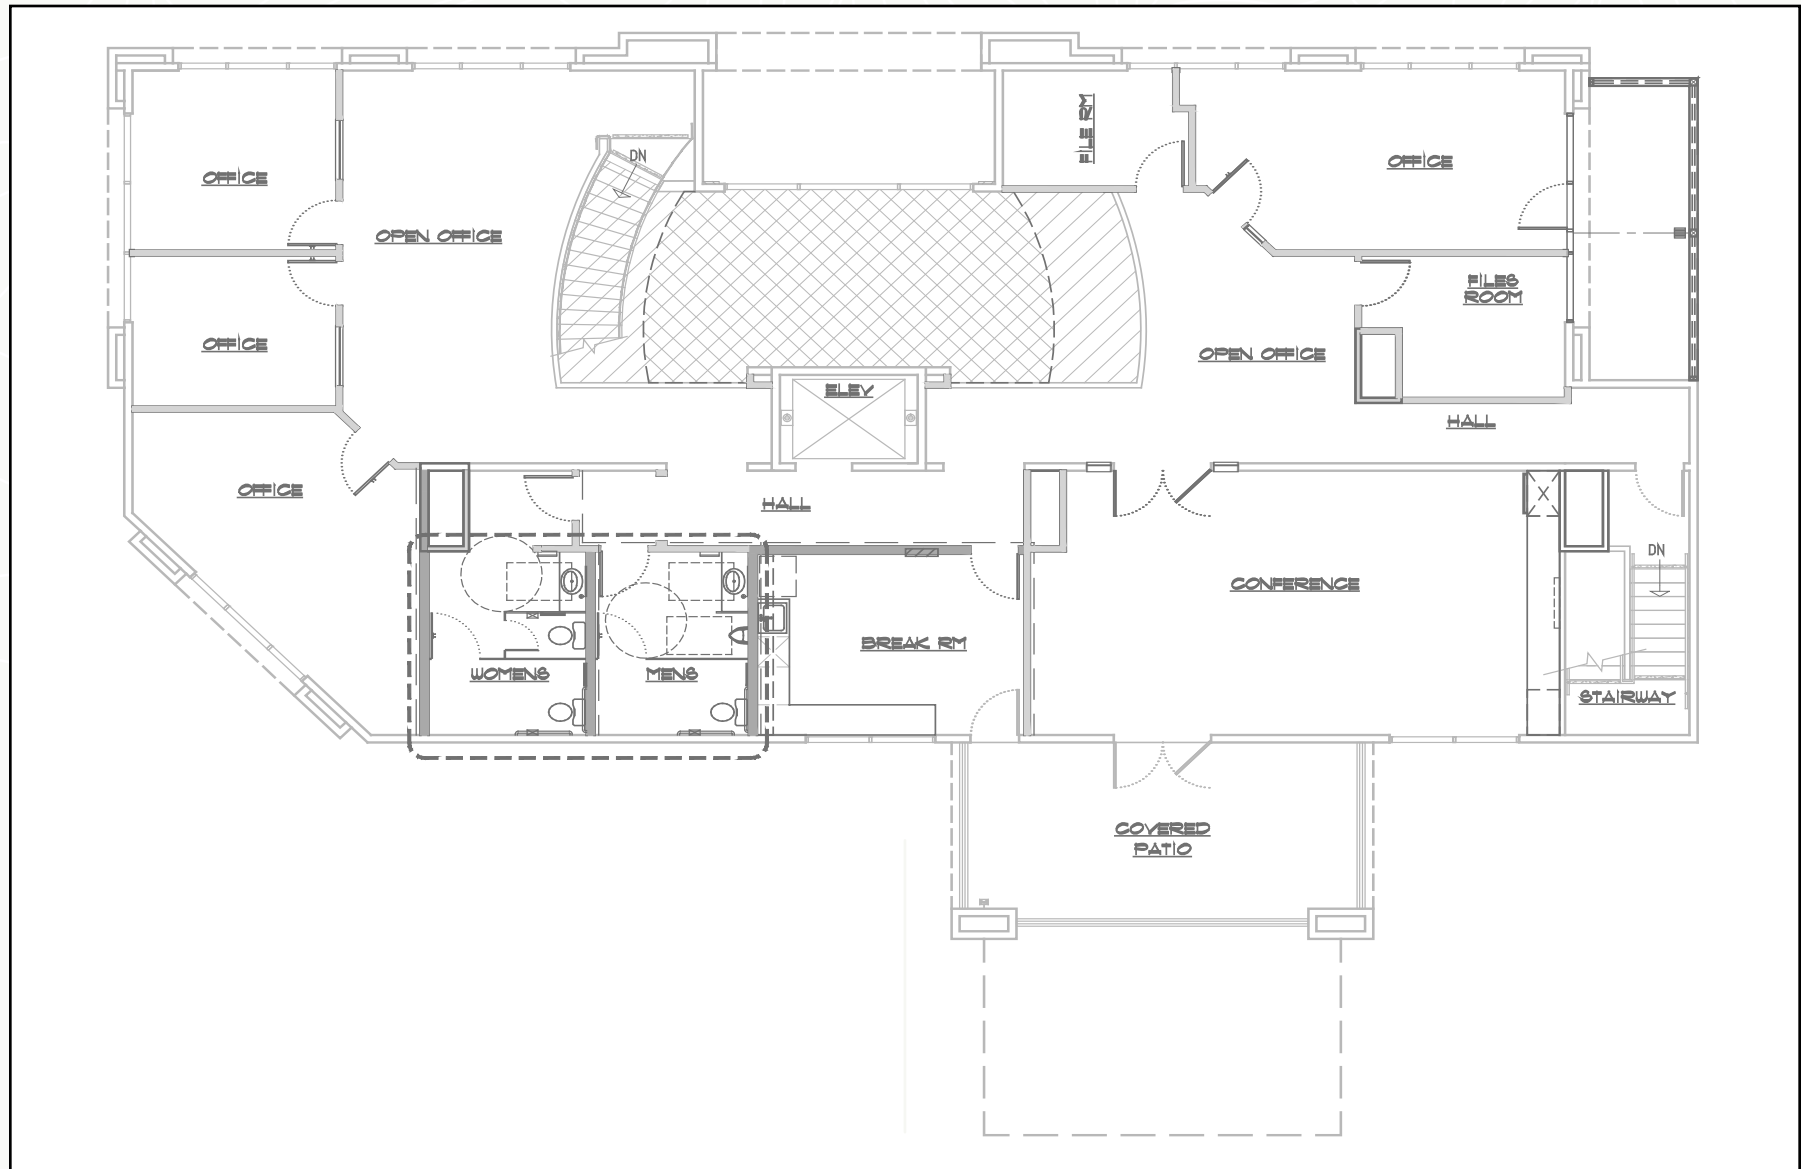 FILE RM
DN
OFFICE
OFFICE
OPEN OFFICE
FILES
ROOM
OFFICE
OPEN OFFICE
ELEV
HALL
OFFICE
HALL
DN
CONFERENCE
BREAK RM
WOMENS
MENS
STAIRWAY
COVERED
PATIO